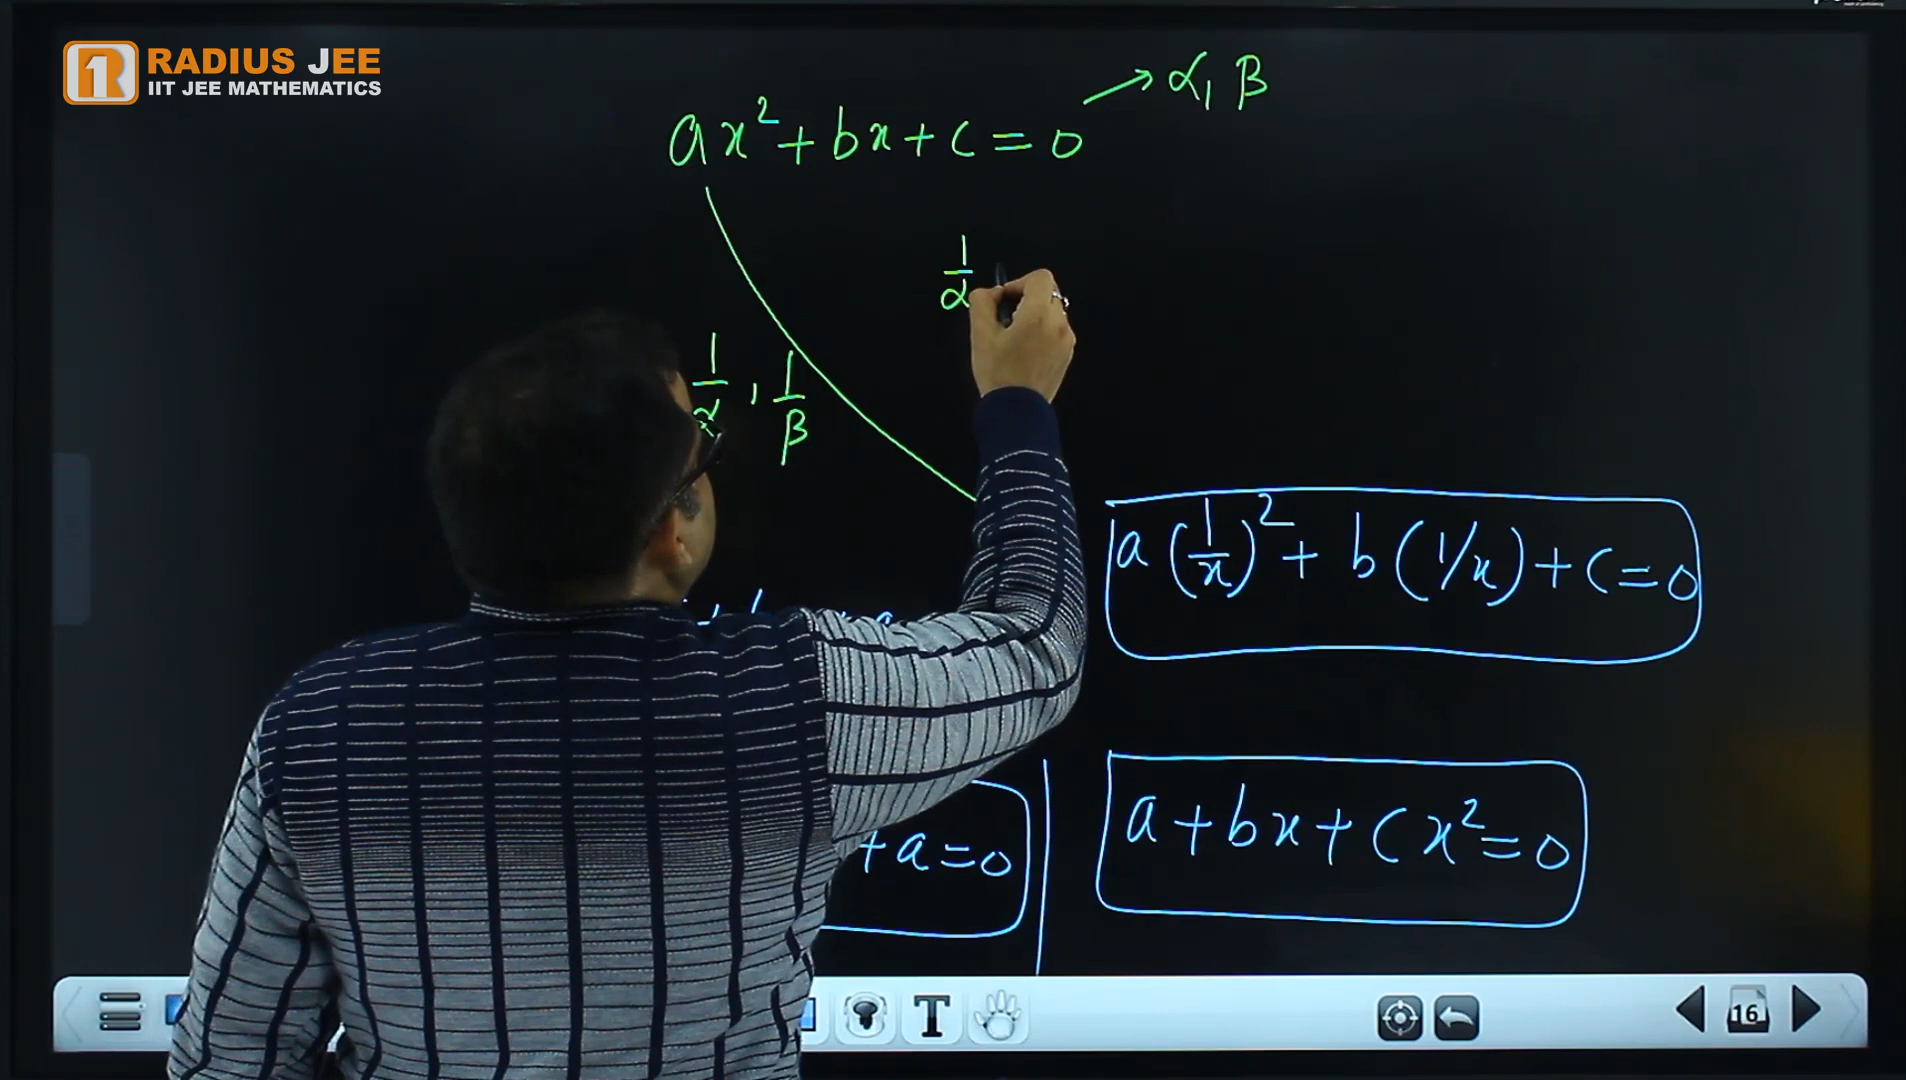 RADIUS JEE
IIT JEE MATHEMATICS
ax² + bx + c = 0 → α, β
1/α
1/α , 1/β
a(1/x)² + b(1/x) + c = 0
+ a = 0
a + bx + cx² = 0
T
16